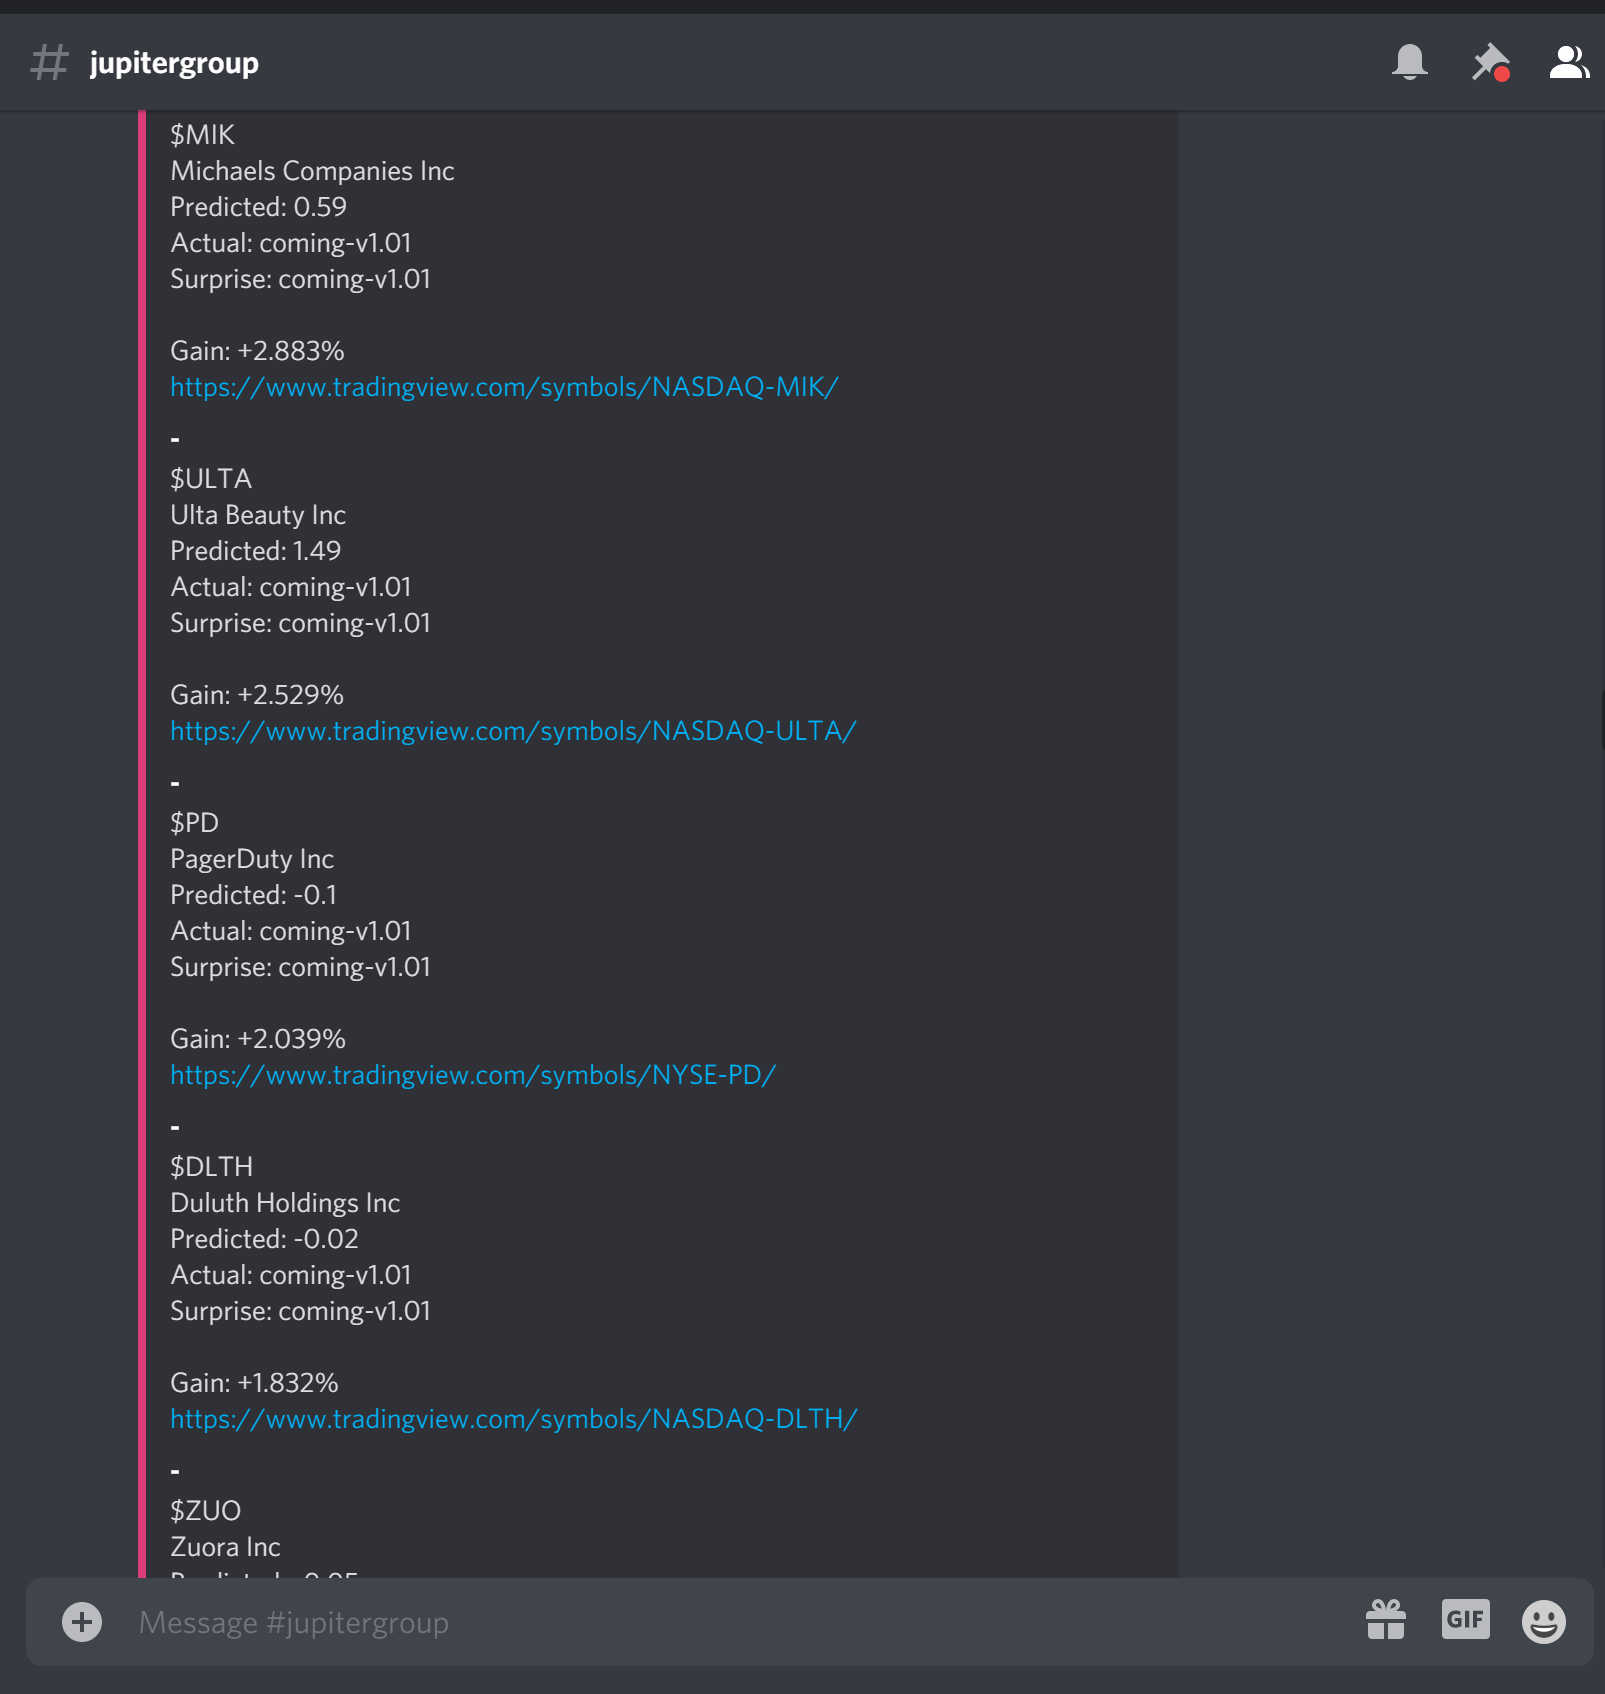 # jupitergroup
$MIK
Michaels Companies Inc
Predicted: 0.59
Actual: coming-v1.01
Surprise: coming-v1.01
Gain: +2.883%
https://www.tradingview.com/symbols/NASDAQ-MIK/
-
$ULTA
Ulta Beauty Inc
Predicted: 1.49
Actual: coming-v1.01
Surprise: coming-v1.01
Gain: +2.529%
https://www.tradingview.com/symbols/NASDAQ-ULTA/
-
$PD
PagerDuty Inc
Predicted: -0.1
Actual: coming-v1.01
Surprise: coming-v1.01
Gain: +2.039%
https://www.tradingview.com/symbols/NYSE-PD/
-
$DLTH
Duluth Holdings Inc
Predicted: -0.02
Actual: coming-v1.01
Surprise: coming-v1.01
Gain: +1.832%
https://www.tradingview.com/symbols/NASDAQ-DLTH/
-
$ZUO
Zuora Inc
Message #jupitergroup
GIF